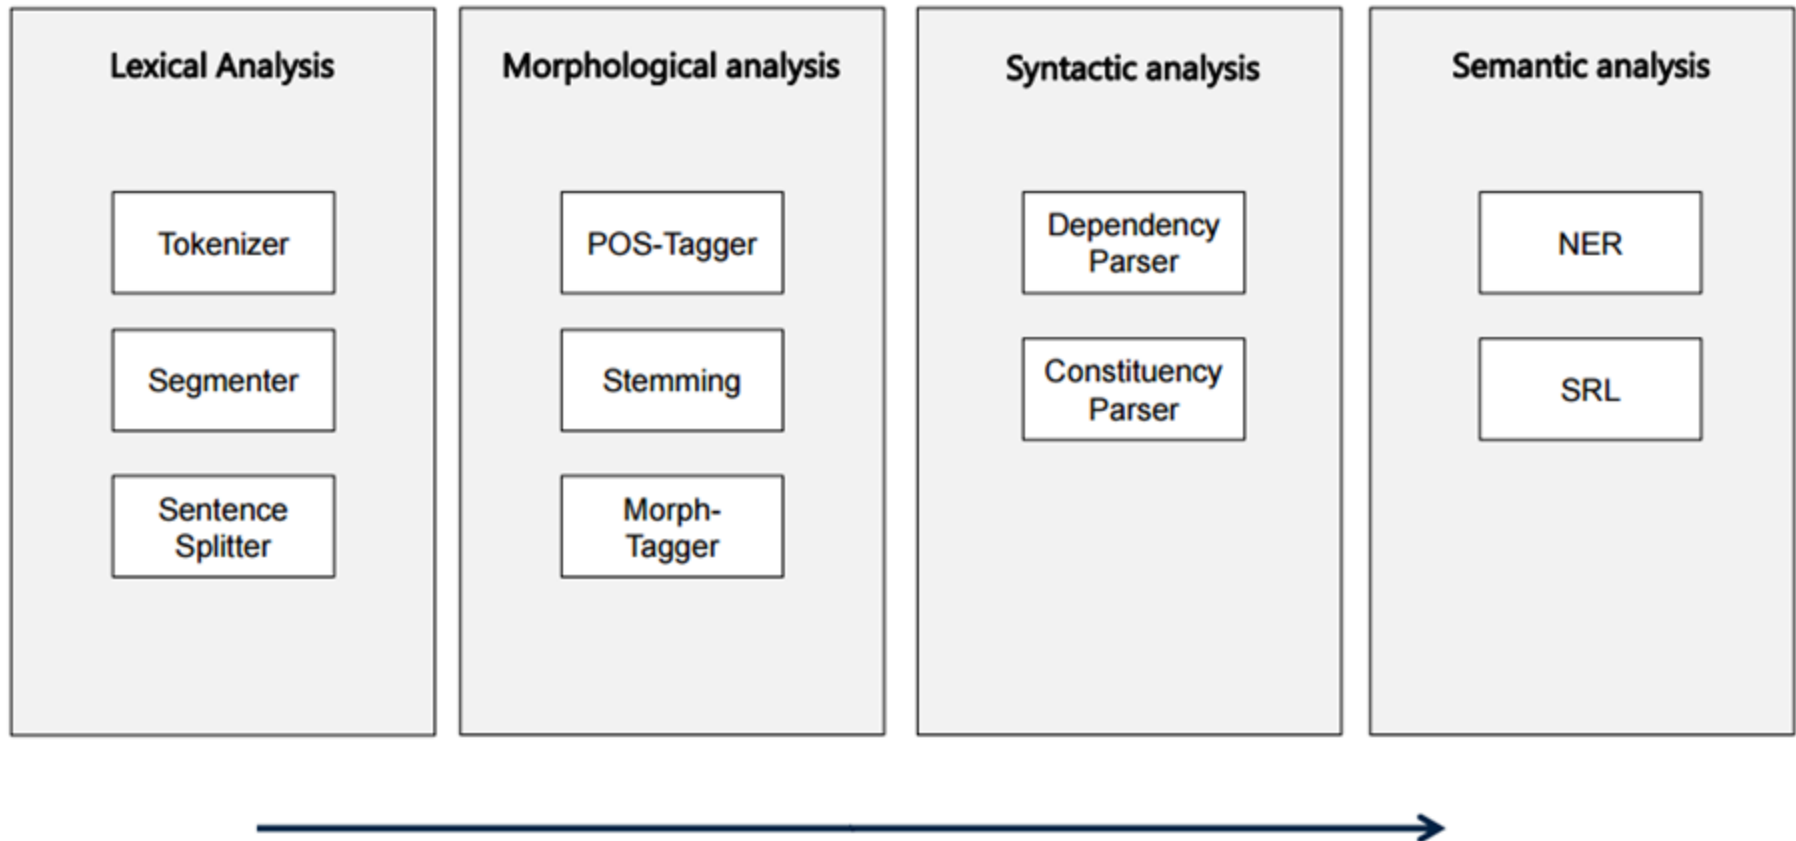 Lexical Analysis
Tokenizer
Segmenter
Sentence
Splitter
Morphological analysis
POS-Tagger
Stemming
Morph-
Tagger
Syntactic analysis
Dependency
Parser
Constituency
Parser
Semantic analysis
NER
SRL